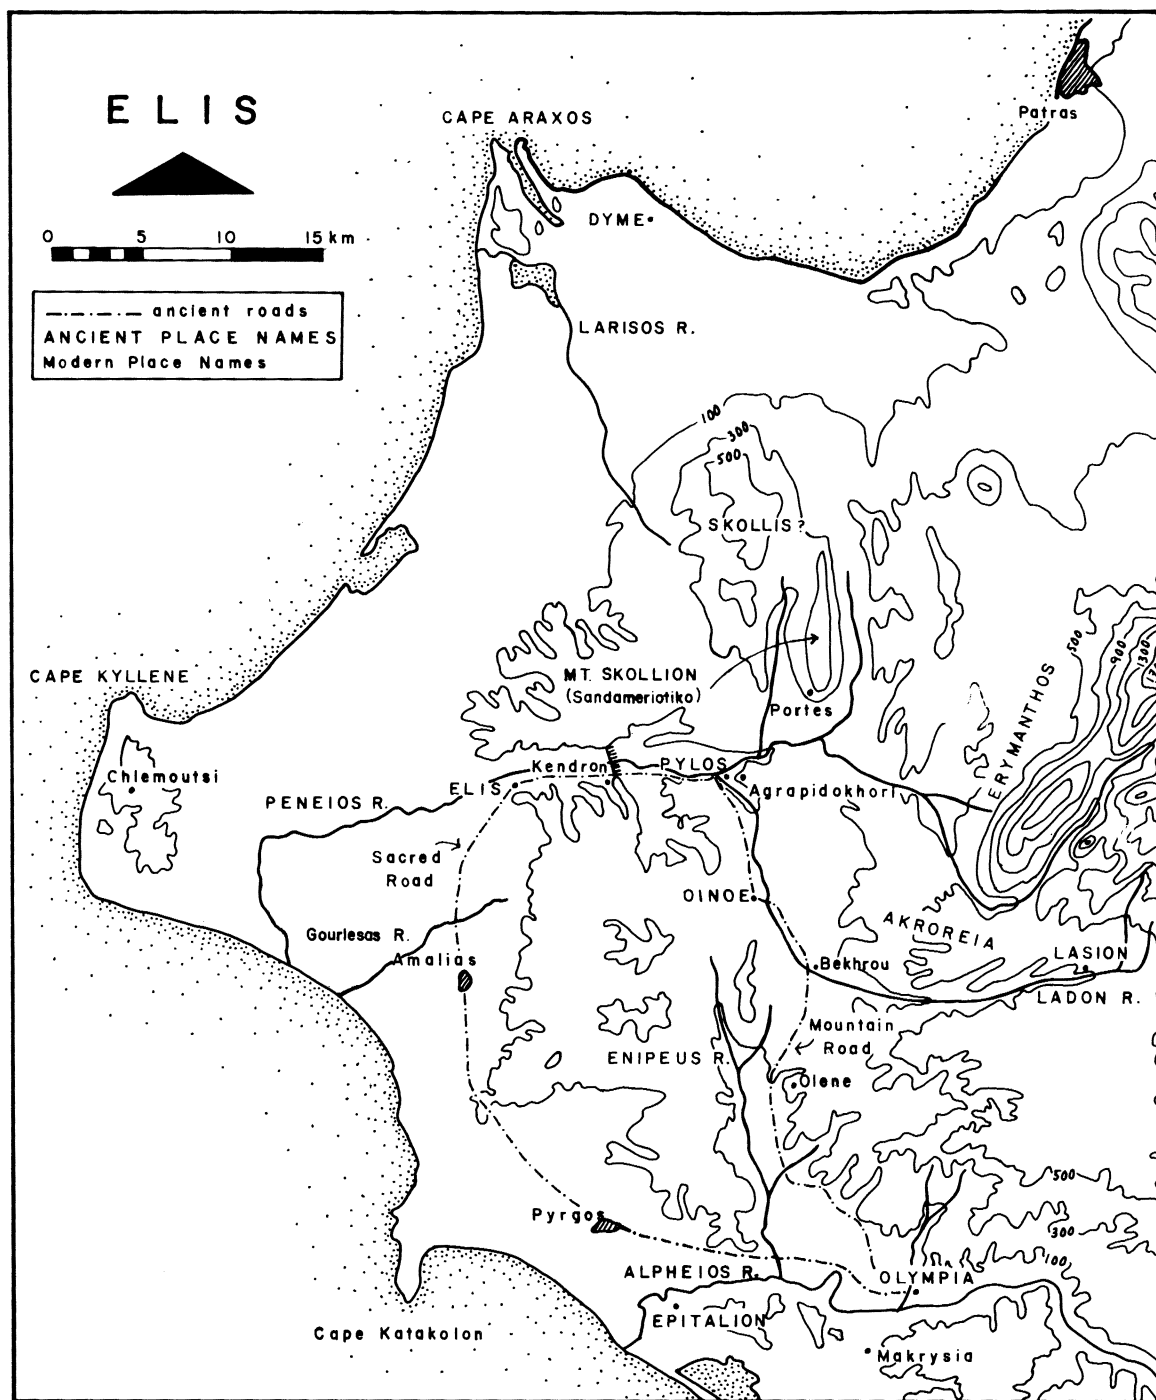 ELIS
0 5 10 15 km
ancient roads
ANCIENT PLACE NAMES
Modern Place Names
CAPE ARAXOS
Patras
DYME
LARISOS R.
100
300
500
SKOLLIS?
MT. SKOLLION
(Sandameriotiko)
Portes
500
900
1300
ERYMANTHOS
CAPE KYLLENE
Chlemoutsi
PENEIOS R.
ELIS
Kendron
PYLOS
Agrapidokhori
Sacred
Road
OINOE
AKROREIA
LASION
Gourlesas R.
Amalias
Bekhrou
LADON R.
Mountain
Road
ENIPEUS R.
Olene
500
300
100
Pyrgos
ALPHEIOS R.
OLYMPIA
EPITALION
Cape Katakolon
Makrysia